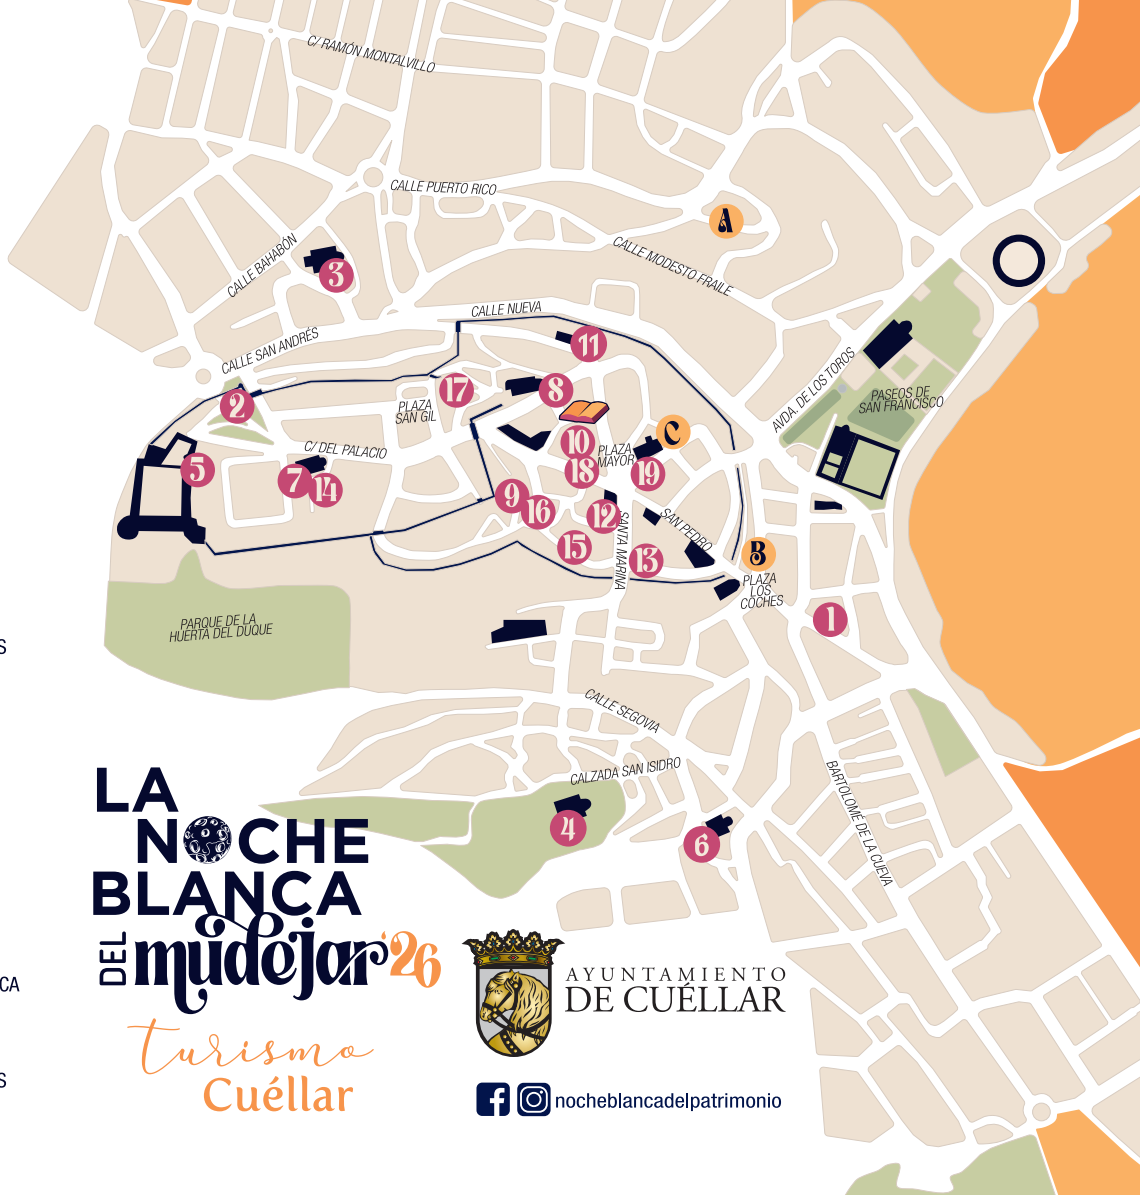 C/ RAMÓN MONTALVILLO
CALLE PUERTO RICO
A
CALLE BAHABÓN
3
CALLE MODESTO FRAILE
CALLE NUEVA
11
CALLE SAN ANDRÉS
AVDA. DE LOS TOROS
2
17
8
PLAZA
SAN GIL
PASEOS DE
SAN FRANCISCO
C/ DEL PALACIO
10
C
PLAZA
MAYOR
5
7
14
18
19
9
16
12
SAN PEDRO
SANTA MARINA
15
13
B
PLAZA
LOS
COCHES
1
PARQUE DE LA
HUERTA DEL DUQUE
S
CALLE SEGOVIA
CALZADA SAN ISIDRO
4
6
BARTOLOMÉ DE LA CUEVA
LA
NOCHE
BLANCA
DEL mudéjar '26
CA
AYUNTAMIENTO
DE CUÉLLAR
Turismo
Cuéllar
S
nocheblancadelpatrimonio